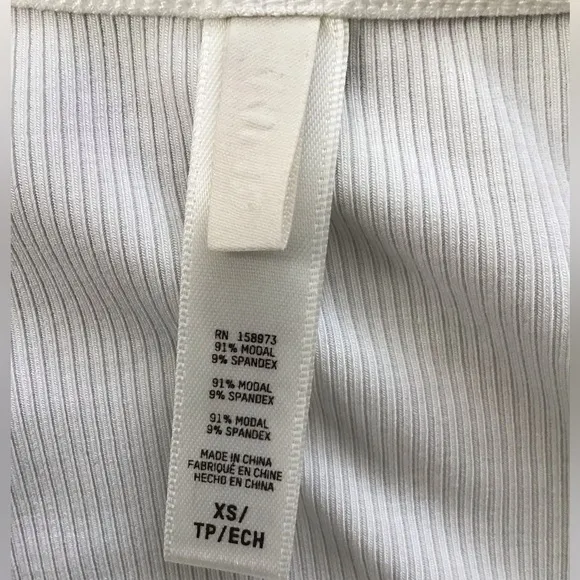 RN 158973
91% MODAL
9% SPANDEX
91% MODAL
9% SPANDEX
91% MODAL
9% SPANDEX
MADE IN CHINA
FABRIQUÉ EN CHINE
HECHO EN CHINA
XS/
TP/ECH